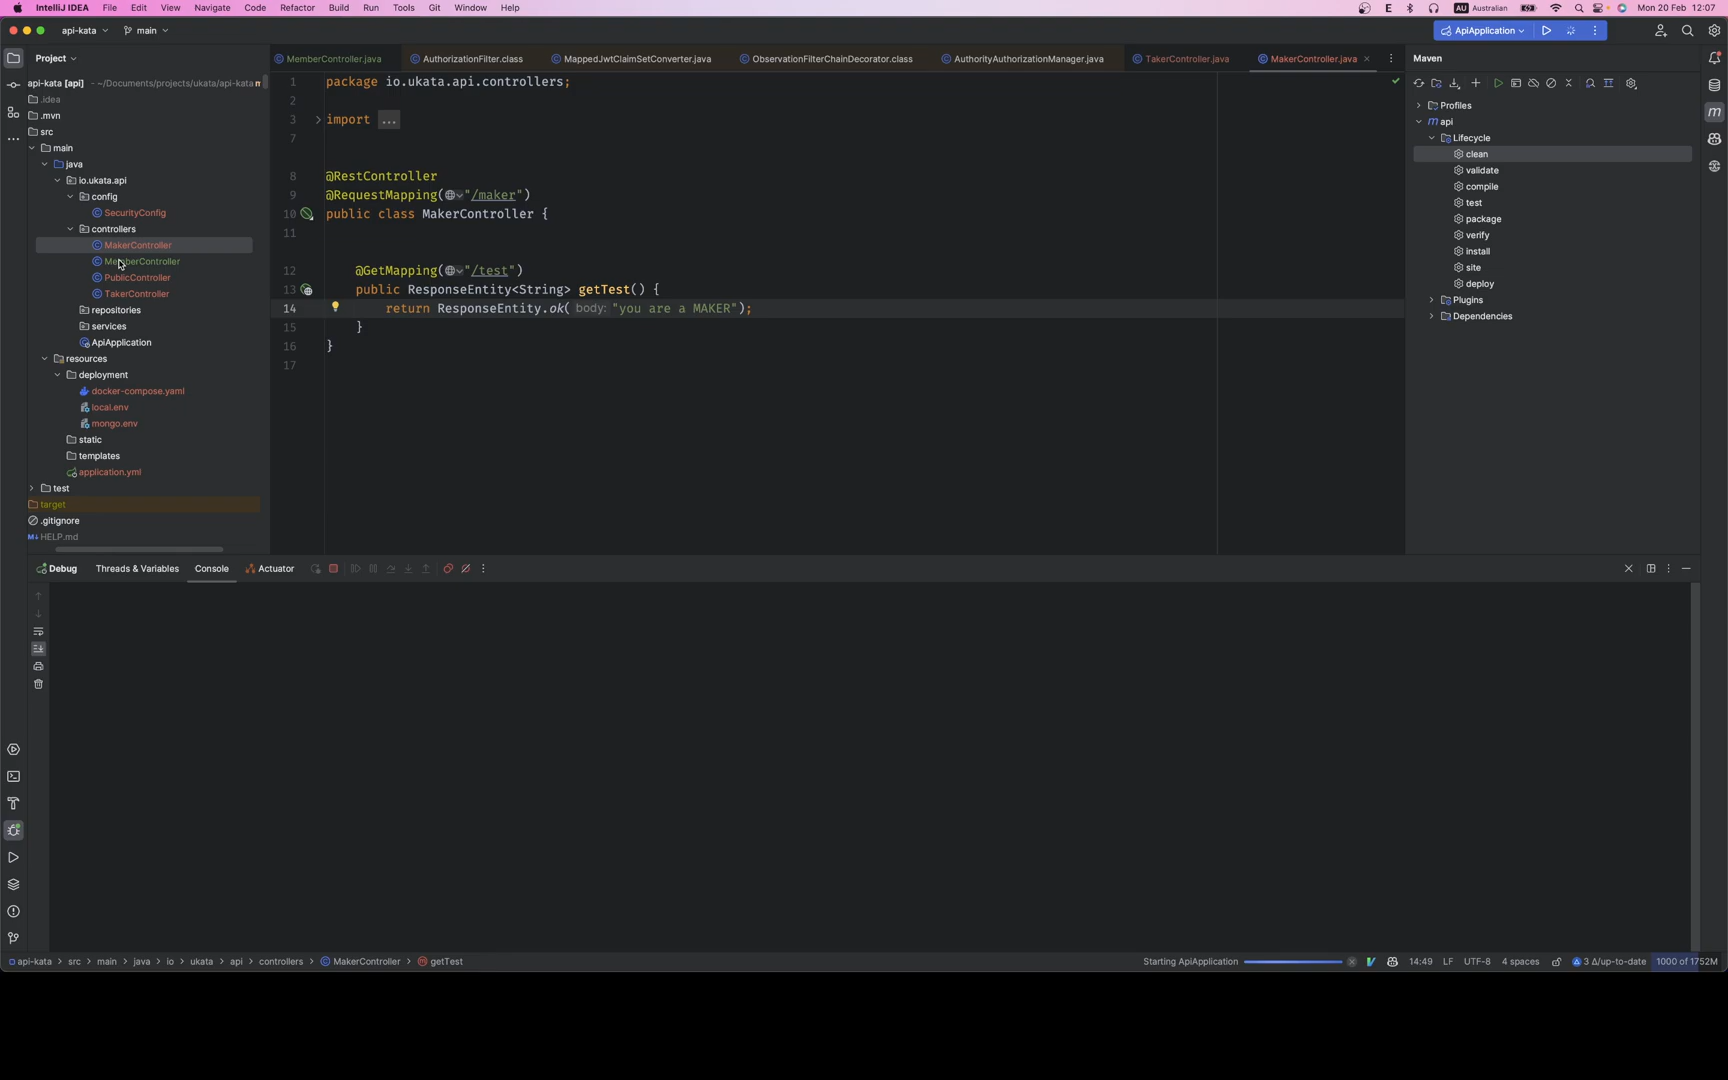 IntelliJ IDEA File Edit View Navigate Code Refactor Build Run Tools Git Window Help
E AU Australian Mon 20 Feb 12:07
api-kata main
ApiApplication
Project
MemberController.java AuthorizationFilter.class MappedJwtClaimSetConverter.java ObservationFilterChainDecorator.class AuthorityAuthorizationManager.java TakerController.java MakerController.java
Maven
api-kata [api] ~/Documents/projects/ukata/api-kata
.idea
.mvn
src
main
java
io.ukata.api
config
SecurityConfig
controllers
MakerController
MemberController
PublicController
TakerController
repositories
services
ApiApplication
resources
deployment
docker-compose.yaml
local.env
mongo.env
static
templates
application.yml
test
target
.gitignore
HELP.md
1 package io.ukata.api.controllers;
2
3 import ...
7
8 @RestController
9 @RequestMapping("/maker")
10 public class MakerController {
11
12 @GetMapping("/test")
13 public ResponseEntity<String> getTest() {
14 return ResponseEntity.ok( body: "you are a MAKER");
15 }
16 }
17
Profiles
api
Lifecycle
clean
validate
compile
test
package
verify
install
site
deploy
Plugins
Dependencies
Debug Threads & Variables Console Actuator
api-kata > src > main > java > io > ukata > api > controllers > MakerController > getTest
Starting ApiApplication 14:49 LF UTF-8 4 spaces 3 Δ/up-to-date 1000 of 1752M